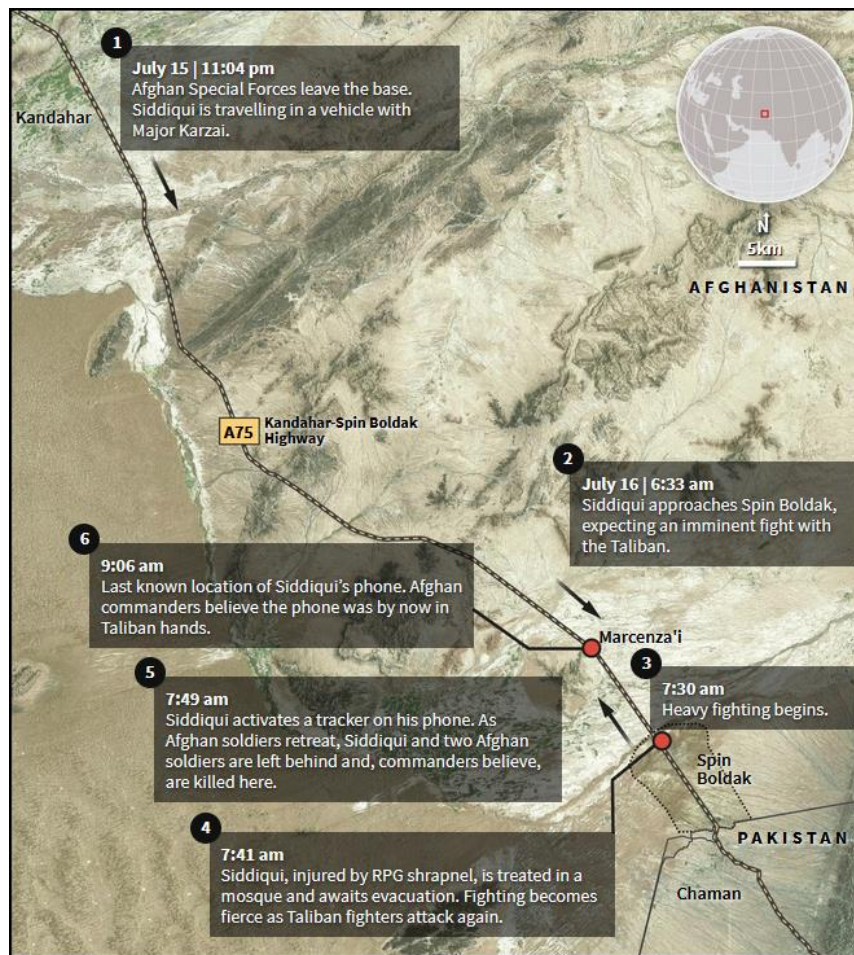 1
July 15 | 11:04 pm
Afghan Special Forces leave the base.
Siddiqui is travelling in a vehicle with
Major Karzai.
Kandahar
N
5km
AFGHANISTAN
A75
Kandahar-Spin Boldak
Highway
2
July 16 | 6:33 am
Siddiqui approaches Spin Boldak,
expecting an imminent fight with
the Taliban.
6
9:06 am
Last known location of Siddiqui's phone. Afghan
commanders believe the phone was by now in
Taliban hands.
Marcenza'i
3
7:30 am
Heavy fighting begins.
5
7:49 am
Siddiqui activates a tracker on his phone. As
Afghan soldiers retreat, Siddiqui and two Afghan
soldiers are left behind and, commanders believe,
are killed here.
Spin
Boldak
4
7:41 am
Siddiqui, injured by RPG shrapnel, is treated in a
mosque and awaits evacuation. Fighting becomes
fierce as Taliban fighters attack again.
PAKISTAN
Chaman